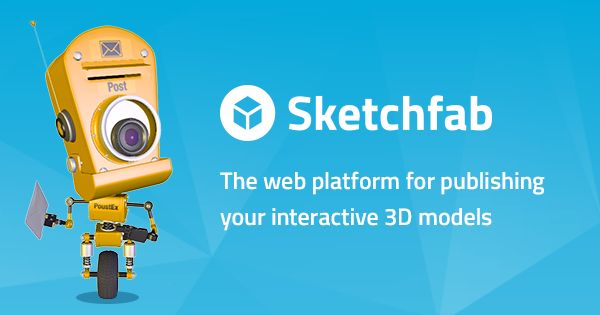 Post
PoustEx
Sketchfab
The web platform for publishing
your interactive 3D models